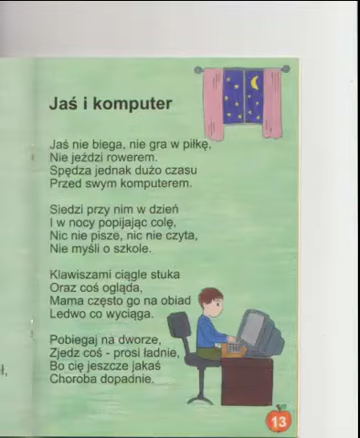 Jaś i komputer
Jaś nie biega, nie gra w piłkę,
Nie jeździ rowerem.
Spędza jednak dużo czasu
Przed swym komputerem.
Siedzi przy nim w dzień
I w nocy popijając colę,
Nic nie pisze, nic nie czyta,
Nie myśli o szkole.
Klawiszami ciągle stuka
Oraz coś ogląda,
Mama często go na obiad
Ledwo co wyciąga.
Pobiegaj na dworze,
Zjedz coś - prosi ładnie,
Bo cię jeszcze jakaś
Choroba dopadnie.
ł,
13